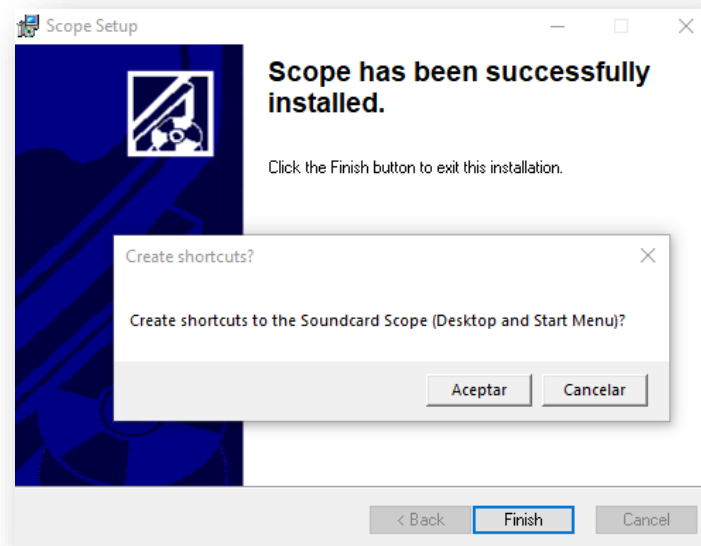 Scope Setup
Scope has been successfully
installed.
Click the Finish button to exit this installation.
Create shortcuts?
Create shortcuts to the Soundcard Scope (Desktop and Start Menu)?
Aceptar Cancelar
< Back Finish Cancel